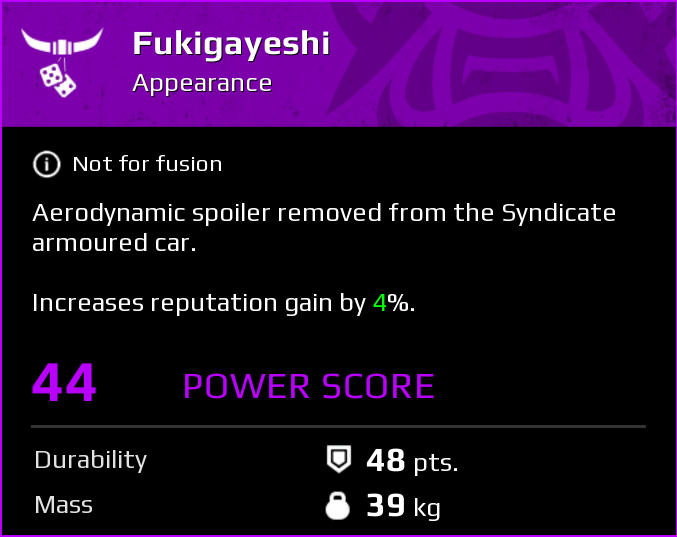 Fukigayeshi
Appearance
Not for fusion
Aerodynamic spoiler removed from the Syndicate
armoured car.
Increases reputation gain by 4%.
44 POWER SCORE
Durability 48 pts.
Mass 39 kg